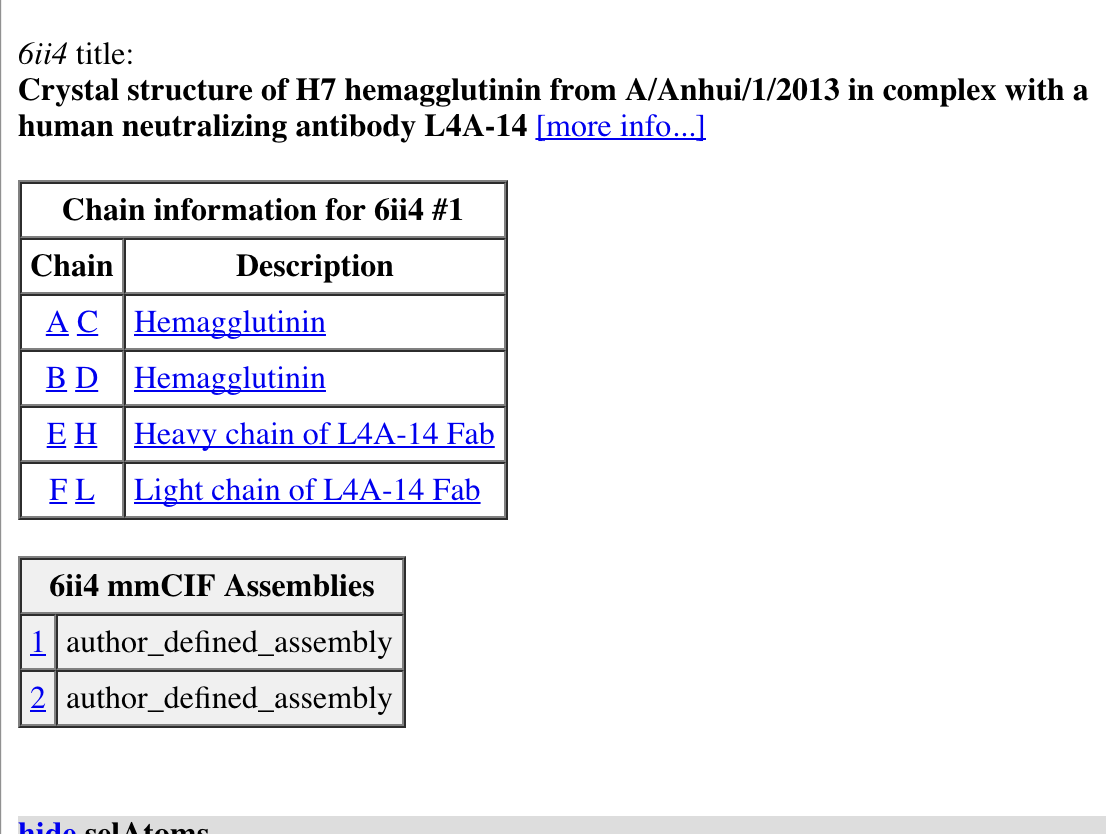 6ii4 title:
Crystal structure of H7 hemagglutinin from A/Anhui/1/2013 in complex with a
human neutralizing antibody L4A-14 [more info...]
Chain information for 6ii4 #1
Chain Description
A C Hemagglutinin
B D Hemagglutinin
E H Heavy chain of L4A-14 Fab
F L Light chain of L4A-14 Fab
6ii4 mmCIF Assemblies
1 author_defined_assembly
2 author_defined_assembly
hide selAtoms